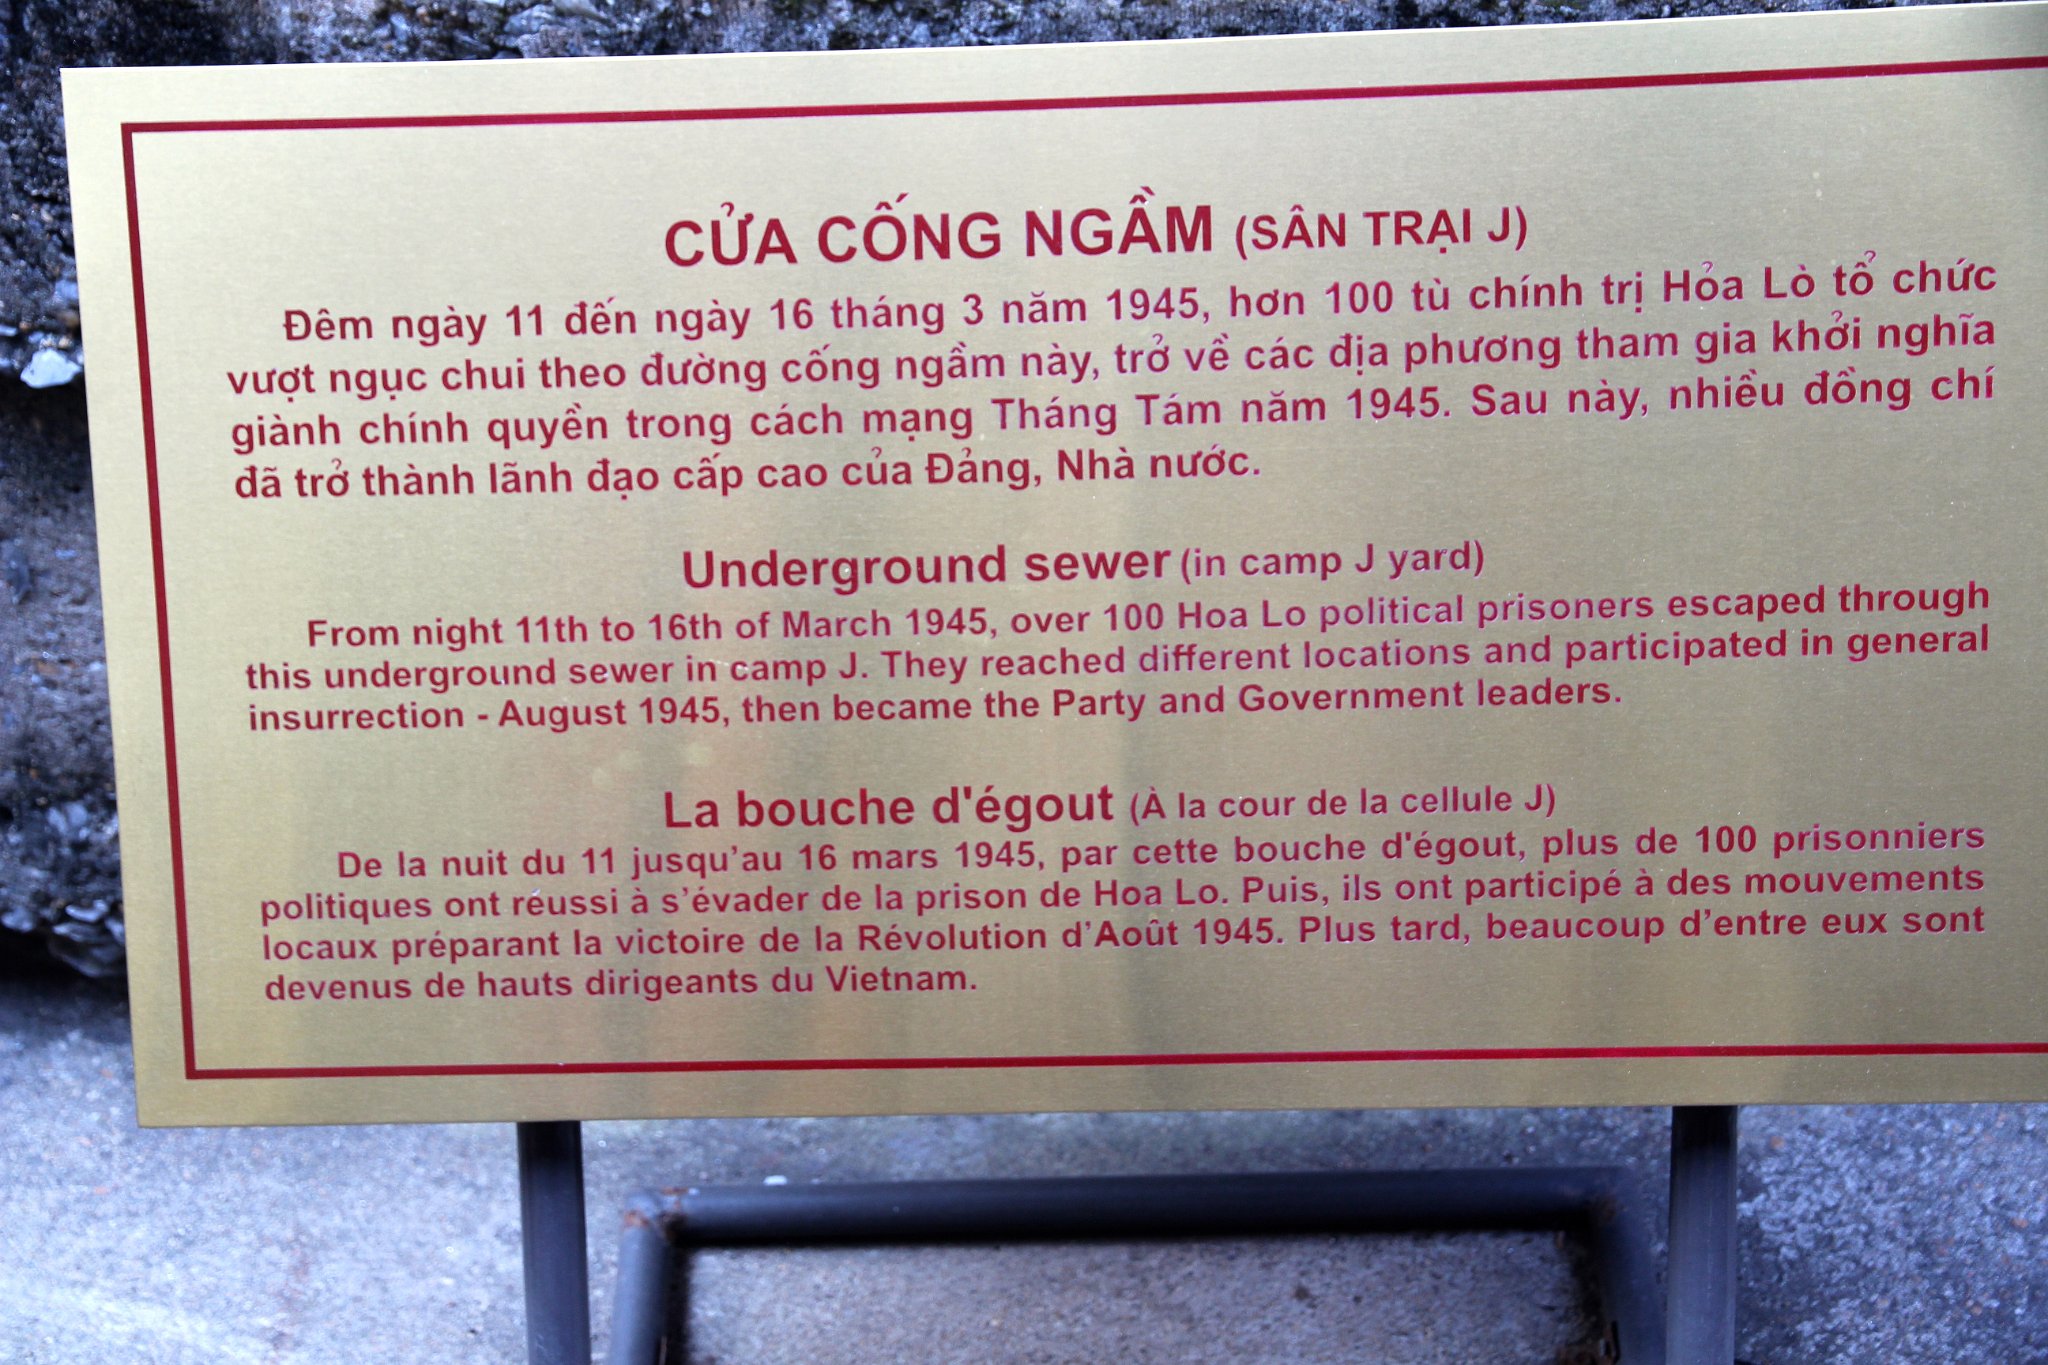 CỬA CỐNG NGẦM (SÂN TRẠI J)
Đêm ngày 11 đến ngày 16 tháng 3 năm 1945, hơn 100 tù chính trị Hỏa Lò tổ chức
vượt ngục chui theo đường cống ngầm này, trở về các địa phương tham gia khởi nghĩa
giành chính quyền trong cách mạng Tháng Tám năm 1945. Sau này, nhiều đồng chí
đã trở thành lãnh đạo cấp cao của Đảng, Nhà nước.
Underground sewer (in camp J yard)
From night 11th to 16th of March 1945, over 100 Hoa Lo political prisoners escaped through
this underground sewer in camp J. They reached different locations and participated in general
insurrection - August 1945, then became the Party and Government leaders.
La bouche d'égout (À la cour de la cellule J)
De la nuit du 11 jusqu’au 16 mars 1945, par cette bouche d'égout, plus de 100 prisonniers
politiques ont réussi à s’évader de la prison de Hoa Lo. Puis, ils ont participé à des mouvements
locaux préparant la victoire de la Révolution d’Août 1945. Plus tard, beaucoup d’entre eux sont
devenus de hauts dirigeants du Vietnam.